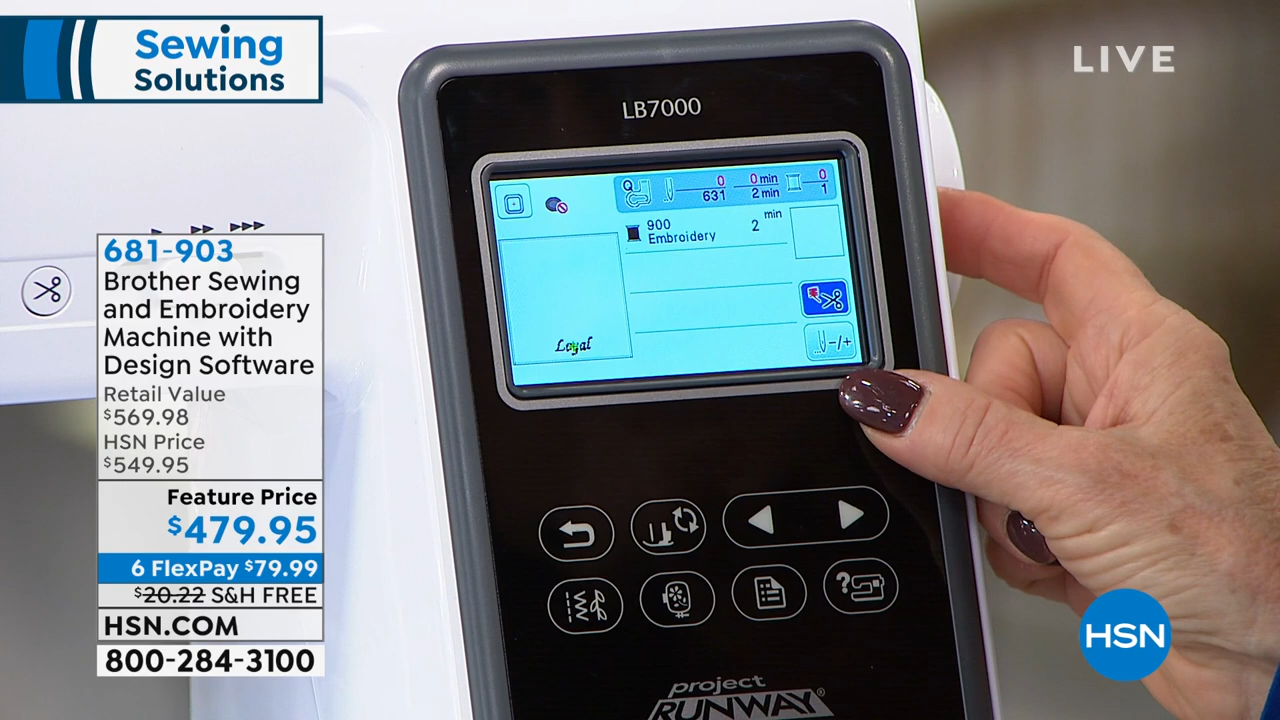 Sewing
Solutions
LIVE
LB7000
Q
0
631
0 min
2 min
0
1
900
Embroidery
2 min
Loyal
-/+
?
681-903
Brother Sewing
and Embroidery
Machine with
Design Software
Retail Value
$569.98
HSN Price
$549.95
Feature Price
$479.95
6 FlexPay $79.99
$20.22 S&H FREE
HSN.COM
800-284-3100
HSN
project
RUNWAY®